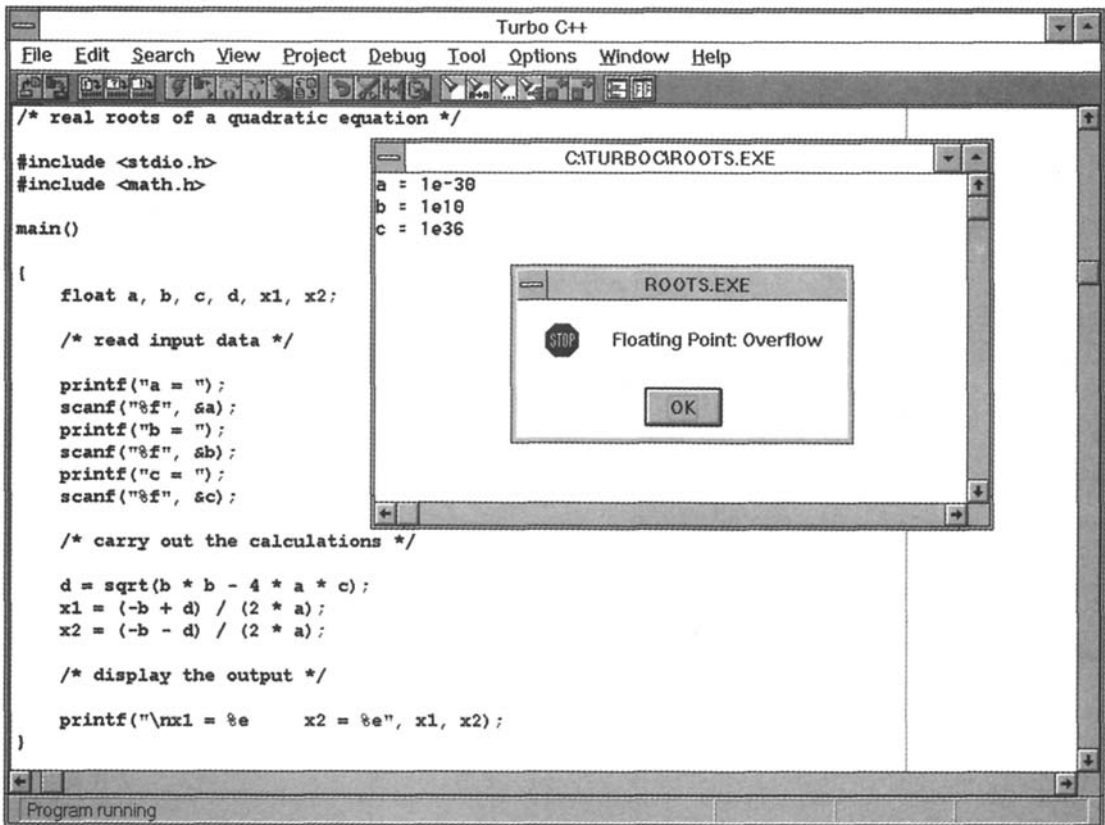 Turbo C++
File Edit Search View Project Debug Tool Options Window Help
/* real roots of a quadratic equation */
#include <stdio.h>
#include <math.h>
main()
{
float a, b, c, d, x1, x2;
/* read input data */
printf("a = ");
scanf("%f", &a);
printf("b = ");
scanf("%f", &b);
printf("c = ");
scanf("%f", &c);
/* carry out the calculations */
d = sqrt(b * b - 4 * a * c);
x1 = (-b + d) / (2 * a);
x2 = (-b - d) / (2 * a);
/* display the output */
printf("\nx1 = %e     x2 = %e", x1, x2);
}
C:\TURBOC\ROOTS.EXE
a = 1e-30
b = 1e10
c = 1e36
ROOTS.EXE
STOP
Floating Point: Overflow
OK
Program running